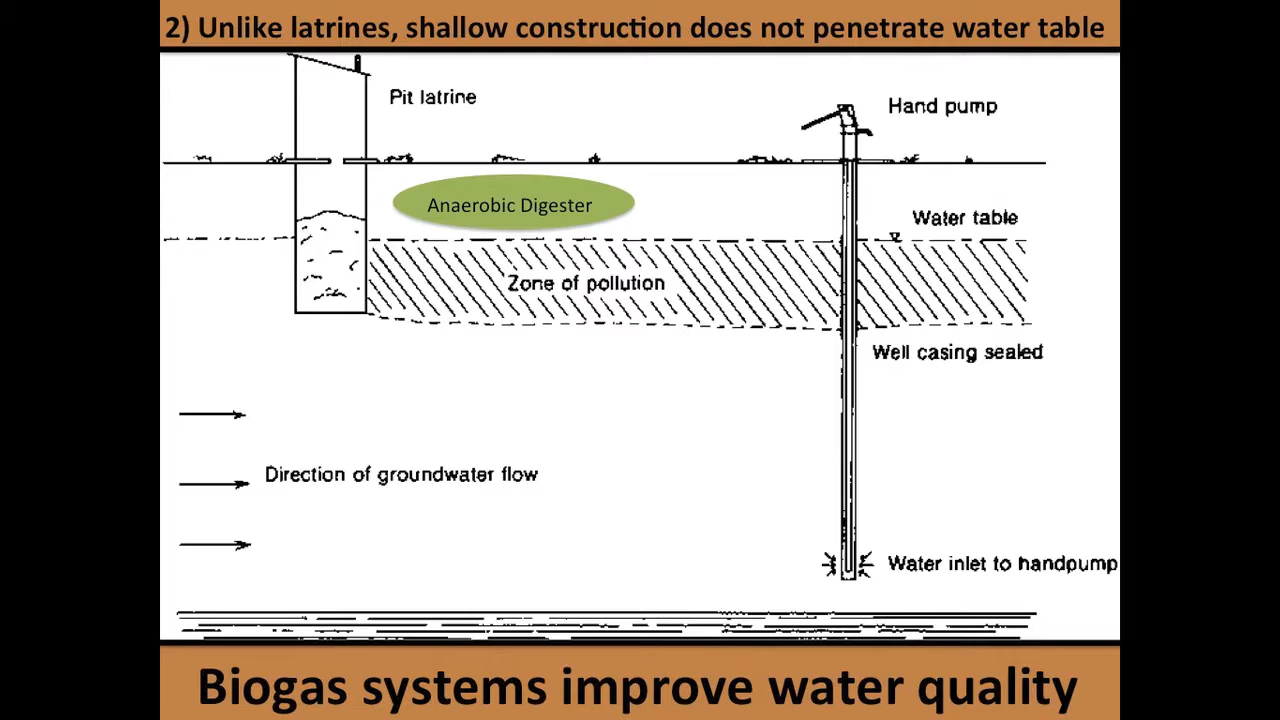 2) Unlike latrines, shallow construction does not penetrate water table
Pit latrine
Hand pump
Anaerobic Digester
Water table
Zone of pollution
Well casing sealed
Direction of groundwater flow
Water inlet to handpump
Biogas systems improve water quality